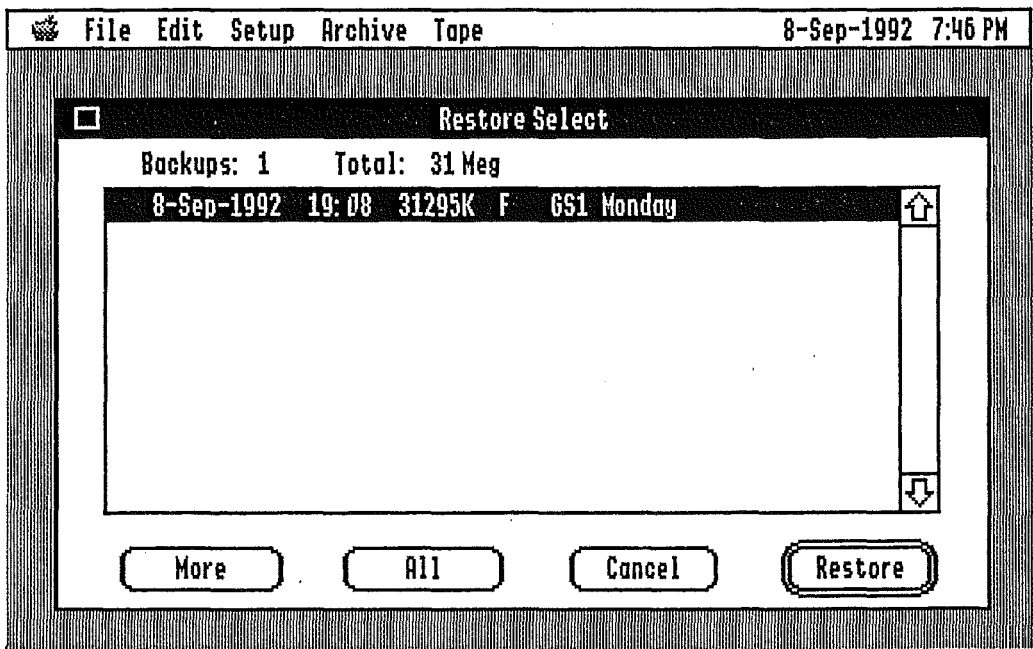 File Edit Setup Archive Tape 8-Sep-1992 7:46 PM
Restore Select
Backups: 1 Total: 31 Meg
8-Sep-1992 19:08 31295K F GS1 Monday
More All Cancel Restore